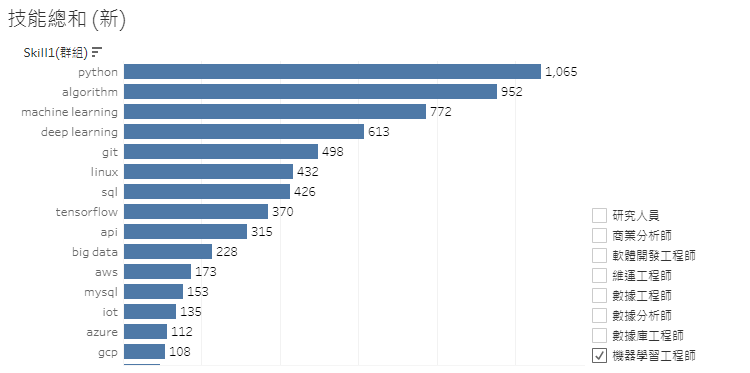 技能總和 (新)
Skill1(群組)
python 1,065
algorithm 952
machine learning 772
deep learning 613
git 498
linux 432
sql 426
tensorflow 370
api 315
big data 228
aws 173
mysql 153
iot 135
azure 112
gcp 108
研究人員
商業分析師
軟體開發工程師
維運工程師
數據工程師
數據分析師
數據庫工程師
機器學習工程師